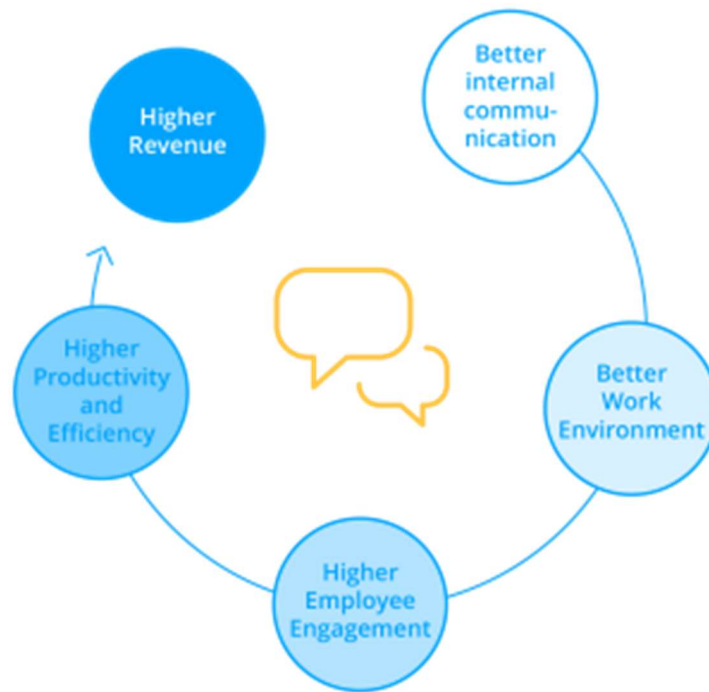 Better
internal
commu-
nication
Better
Work
Environment
Higher
Employee
Engagement
Higher
Productivity
and
Efficiency
Higher
Revenue